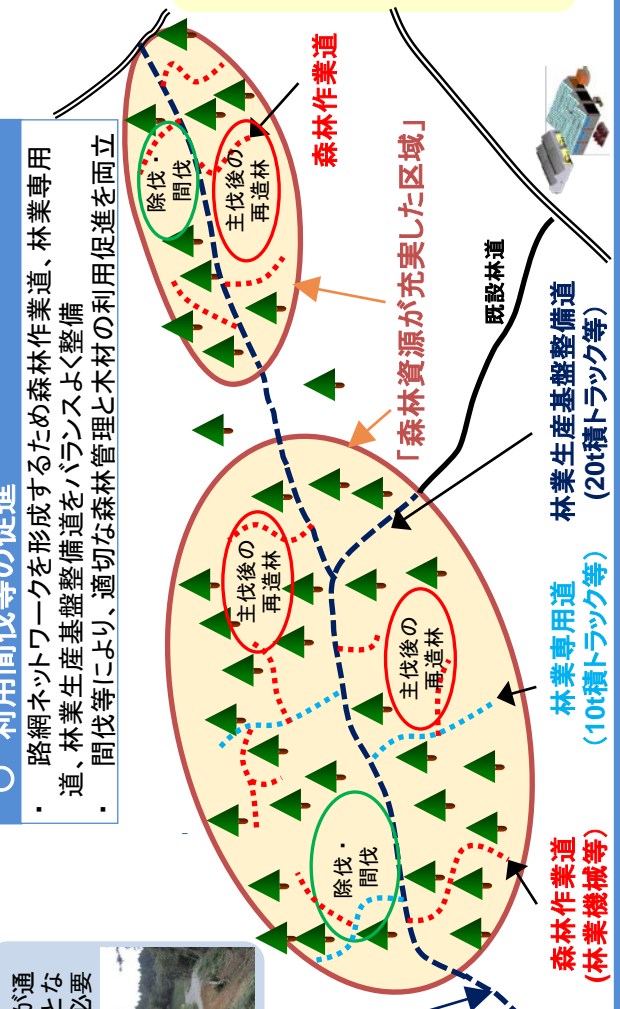 ○ 利用間伐等の促進
・ 路網ネットワークを形成するため森林作業道、林業専用
道、林業生産基盤整備道をバランスよく整備
・ 間伐等により、適切な森林管理と木材の利用促進を両立
が通
とな
必要
除伐・
間伐
主伐後の
再造林
森林作業道
「森林資源が充実した区域」
既設林道
主伐後の
再造林
主伐後の
再造林
除伐・
間伐
森林作業道
(林業機械等)
林業専用道
(10t積トラック等)
林業生産基盤整備道
(20t積トラック等)